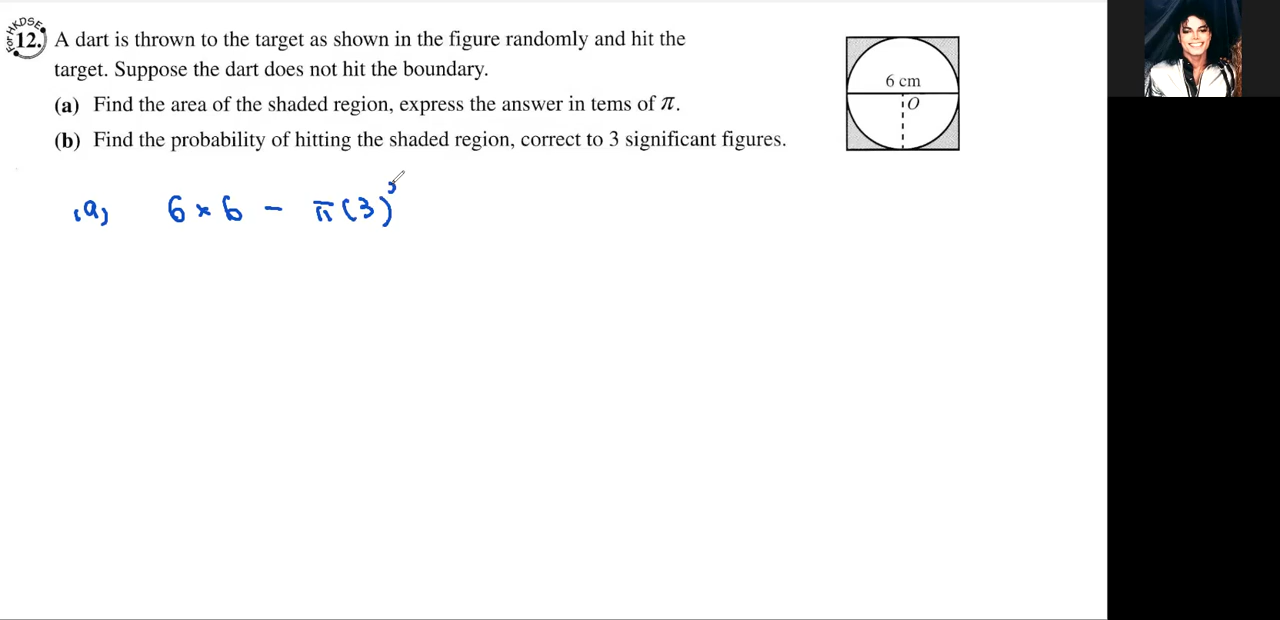 For HKDSE
12. A dart is thrown to the target as shown in the figure randomly and hit the
target. Suppose the dart does not hit the boundary.
(a) Find the area of the shaded region, express the answer in tems of π.
(b) Find the probability of hitting the shaded region, correct to 3 significant figures.
6 cm
O
(a) 6 × 6 - π(3)